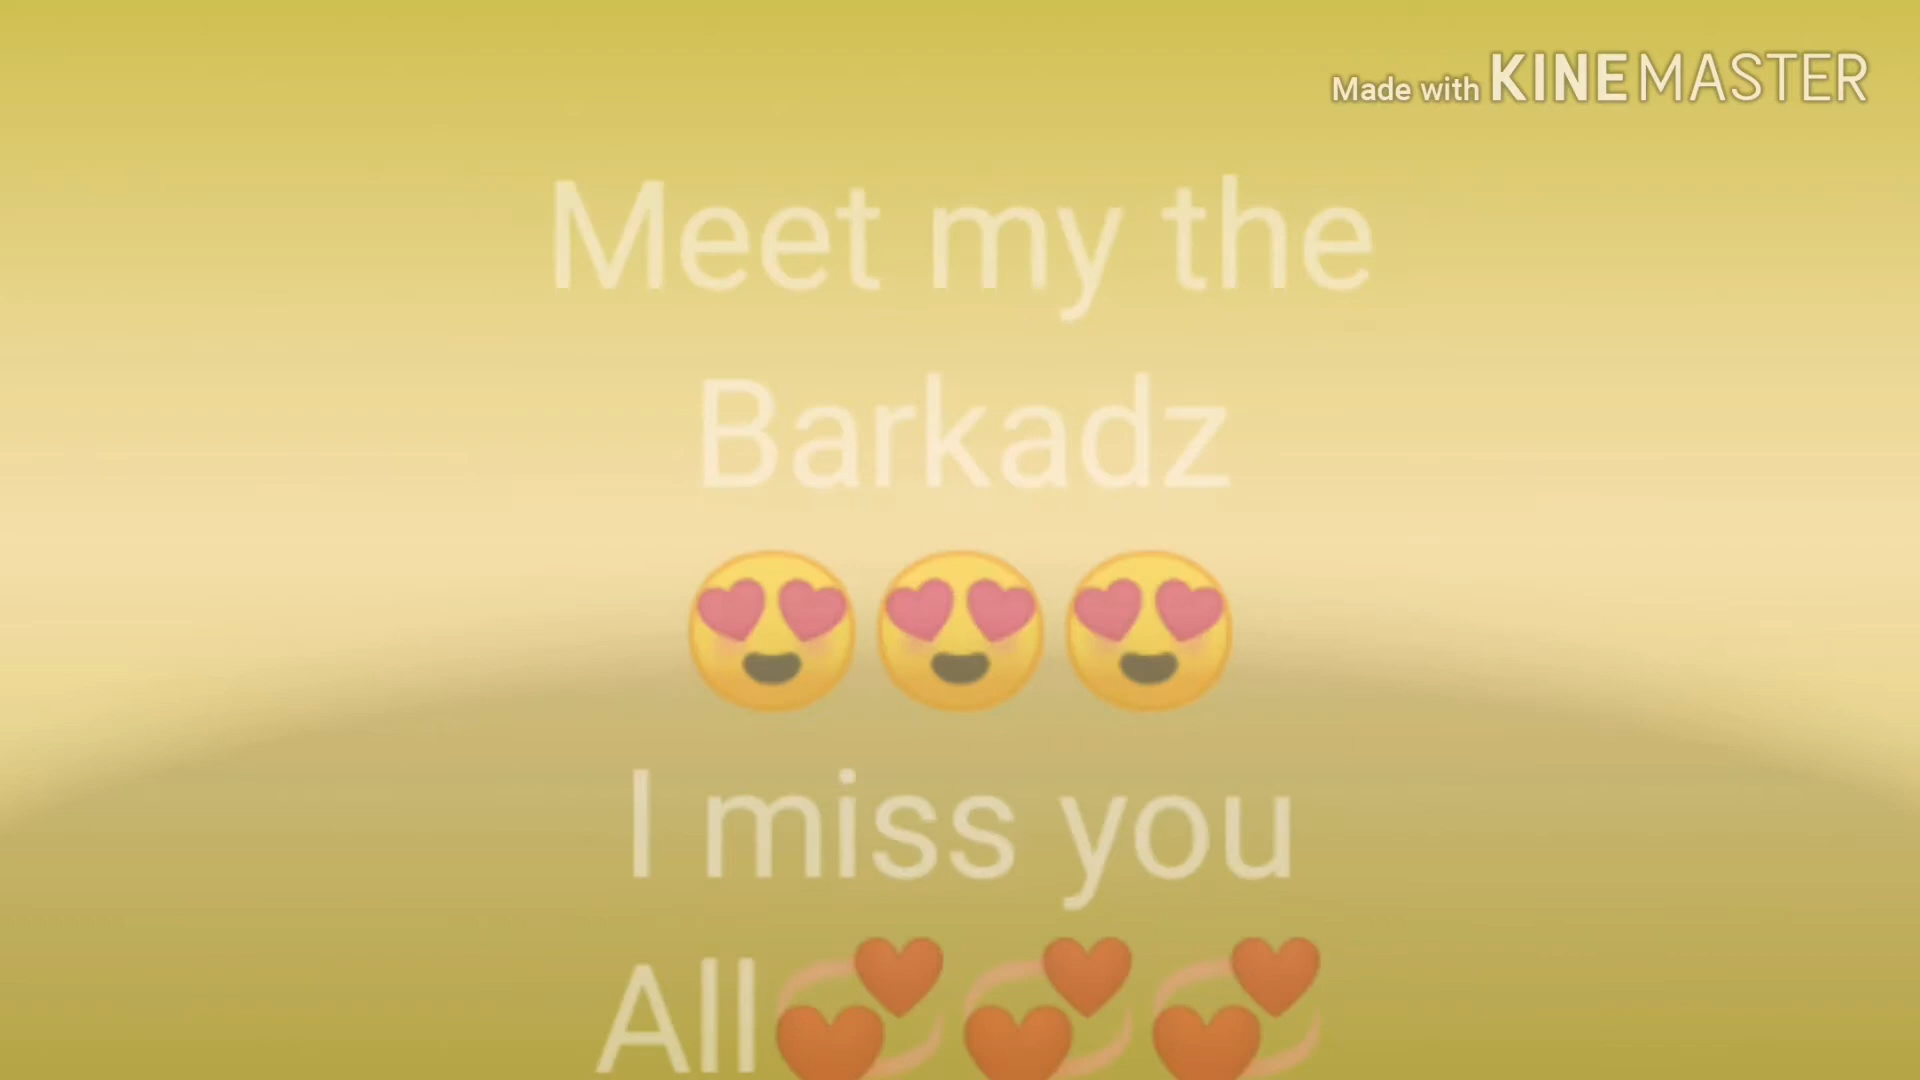 Made with KINEMASTER
Meet my the
Barkadz
😍😍😍
I miss you
All💞💞💞